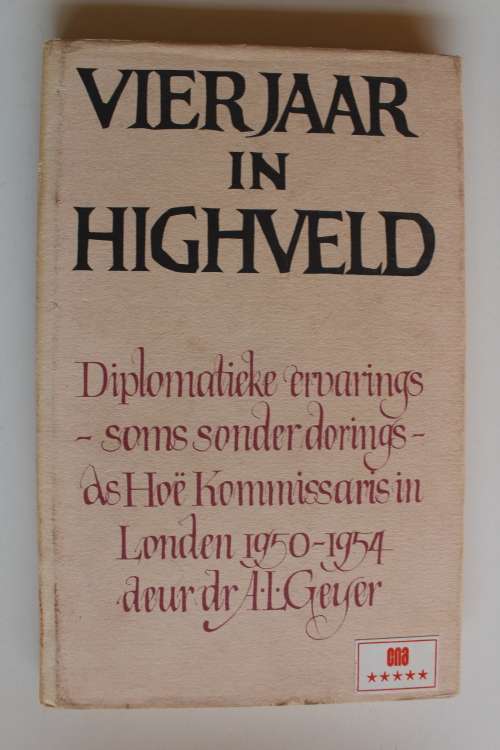 VIER JAAR
IN
HIGHVELD
Diplomatieke ervarings
- soms sonder dorings -
as Hoë Kommissaris in
Londen 1950-1954
deur dr A.L.Geyer
cna
★★★★★